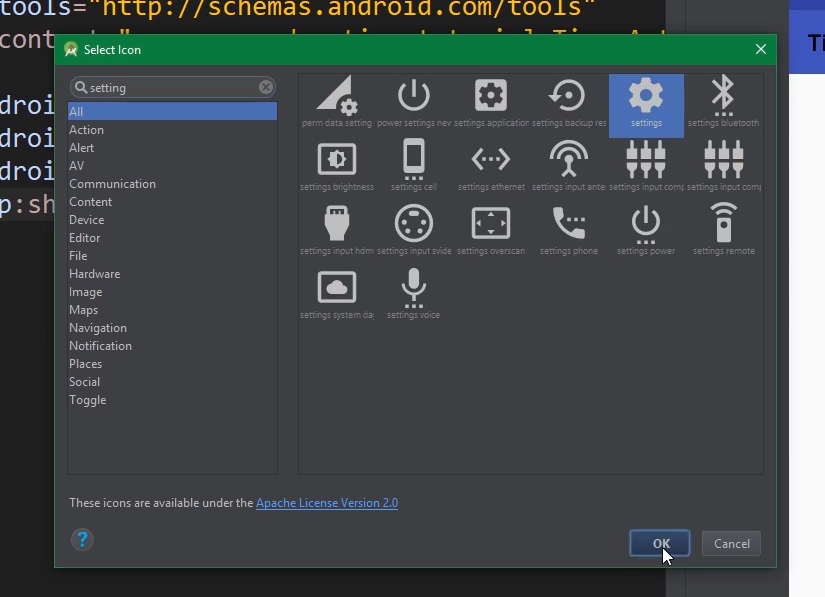 tools="http://schemas.android.com/tools"
Select Icon
setting
All
Action
Alert
AV
Communication
Content
Device
Editor
File
Hardware
Image
Maps
Navigation
Notification
Places
Social
Toggle
perm data setting power settings nev settings application settings backup res settings settings bluetooth
settings brightness settings cell settings ethernet settings input ante settings input comp settings input comp
settings input hdmi settings input svide settings overscan settings phone settings power settings remote
settings system da settings voice
These icons are available under the Apache License Version 2.0
?
OK Cancel
droi
droi
droi
p:sh
Ti